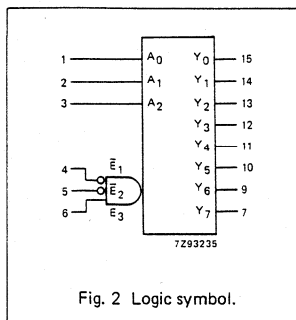 1 A0 Y0 15
2 A1 Y1 14
3 A2 Y2 13
Y3 12
Y4 11
Y5 10
4 Ē1
5 Ē2 Y6 9
6 E3 Y7 7
7Z93235
Fig. 2 Logic symbol.